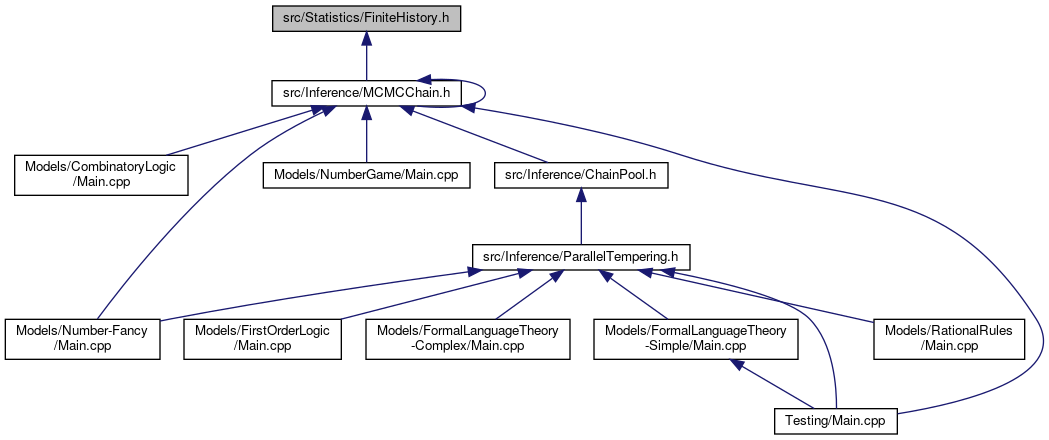 src/Statistics/FiniteHistory.h
src/Inference/MCMCChain.h
Models/CombinatoryLogic
/Main.cpp
Models/NumberGame/Main.cpp
src/Inference/ChainPool.h
src/Inference/ParallelTempering.h
Models/Number-Fancy
/Main.cpp
Models/FirstOrderLogic
/Main.cpp
Models/FormalLanguageTheory
-Complex/Main.cpp
Models/FormalLanguageTheory
-Simple/Main.cpp
Models/RationalRules
/Main.cpp
Testing/Main.cpp